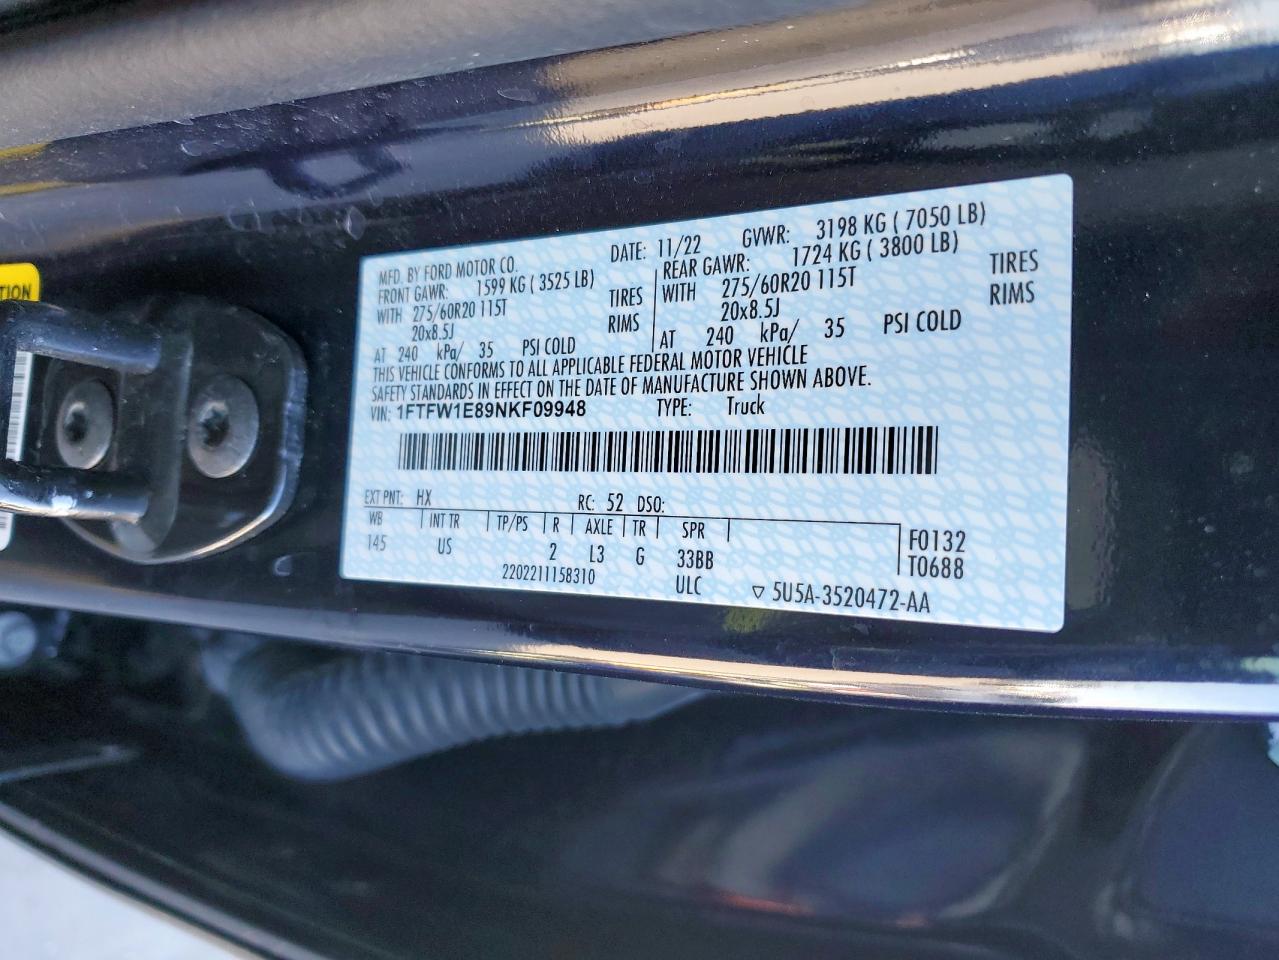 TION
MFD. BY FORD MOTOR CO. DATE: 11/22 GVWR: 3198 KG ( 7050 LB)
FRONT GAWR: 1599 KG ( 3525 LB) REAR GAWR: 1724 KG ( 3800 LB)
WITH 275/60R20 115T TIRES WITH 275/60R20 115T TIRES
20x8.5J RIMS 20x8.5J RIMS
AT 240 kPa/ 35 PSI COLD AT 240 kPa/ 35 PSI COLD
THIS VEHICLE CONFORMS TO ALL APPLICABLE FEDERAL MOTOR VEHICLE
SAFETY STANDARDS IN EFFECT ON THE DATE OF MANUFACTURE SHOWN ABOVE.
VIN: 1FTFW1E89NKF09948 TYPE: Truck
EXT PNT: HX RC: 52 DSO:
WB INT TR TP/PS R AXLE TR SPR F0132
145 US 2 L3 G 33BB T0688
2202211158310 ULC ▽ 5U5A-3520472-AA